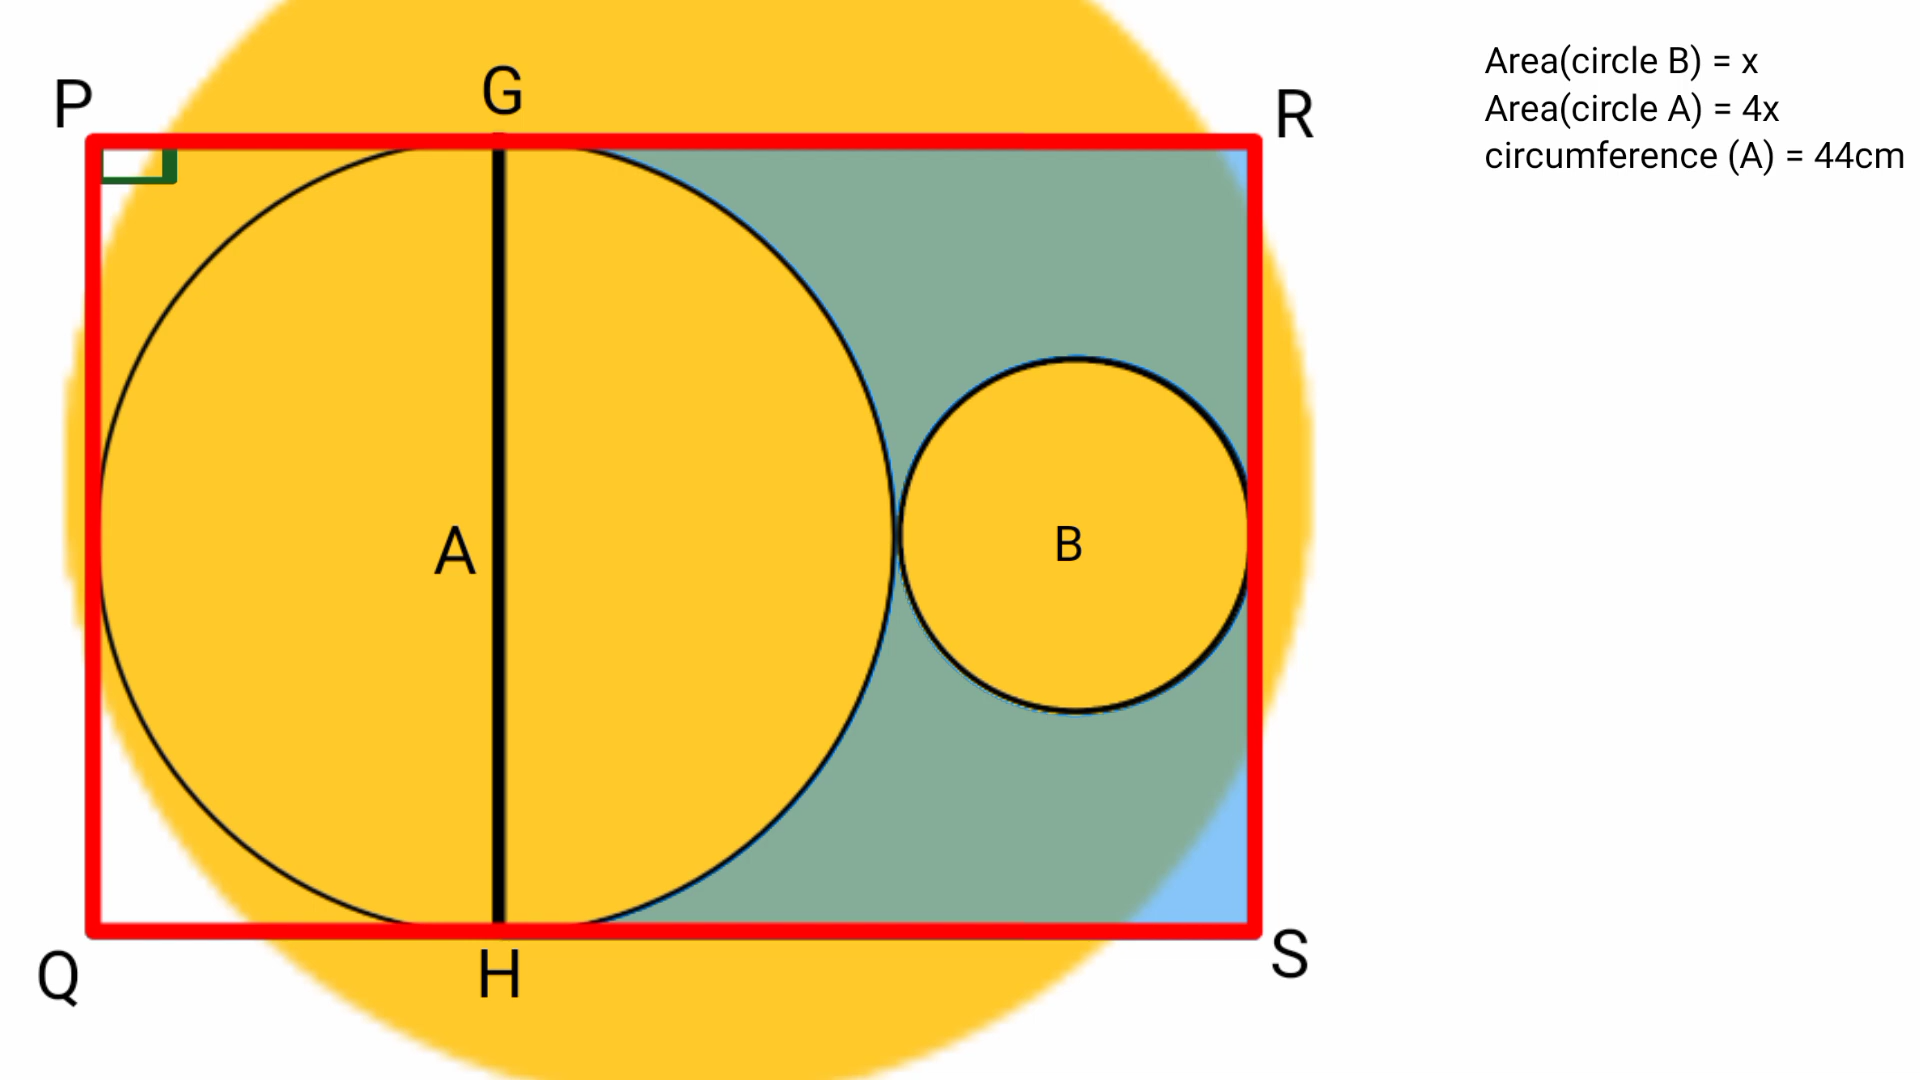 P
G
R
A
B
Q
H
S
Area(circle B) = x
Area(circle A) = 4x
circumference (A) = 44cm